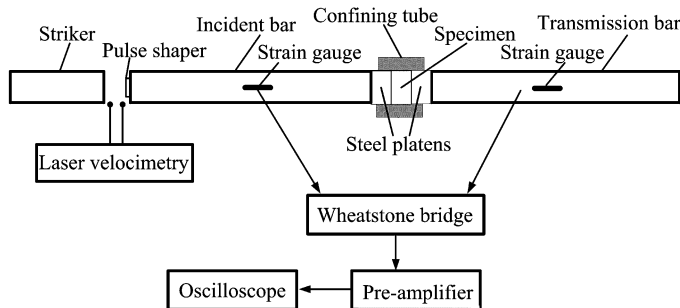 Striker
Pulse shaper
Incident bar
Strain gauge
Confining tube
Specimen
Transmission bar
Strain gauge
Laser velocimetry
Steel platens
Wheatstone bridge
Oscilloscope
Pre-amplifier